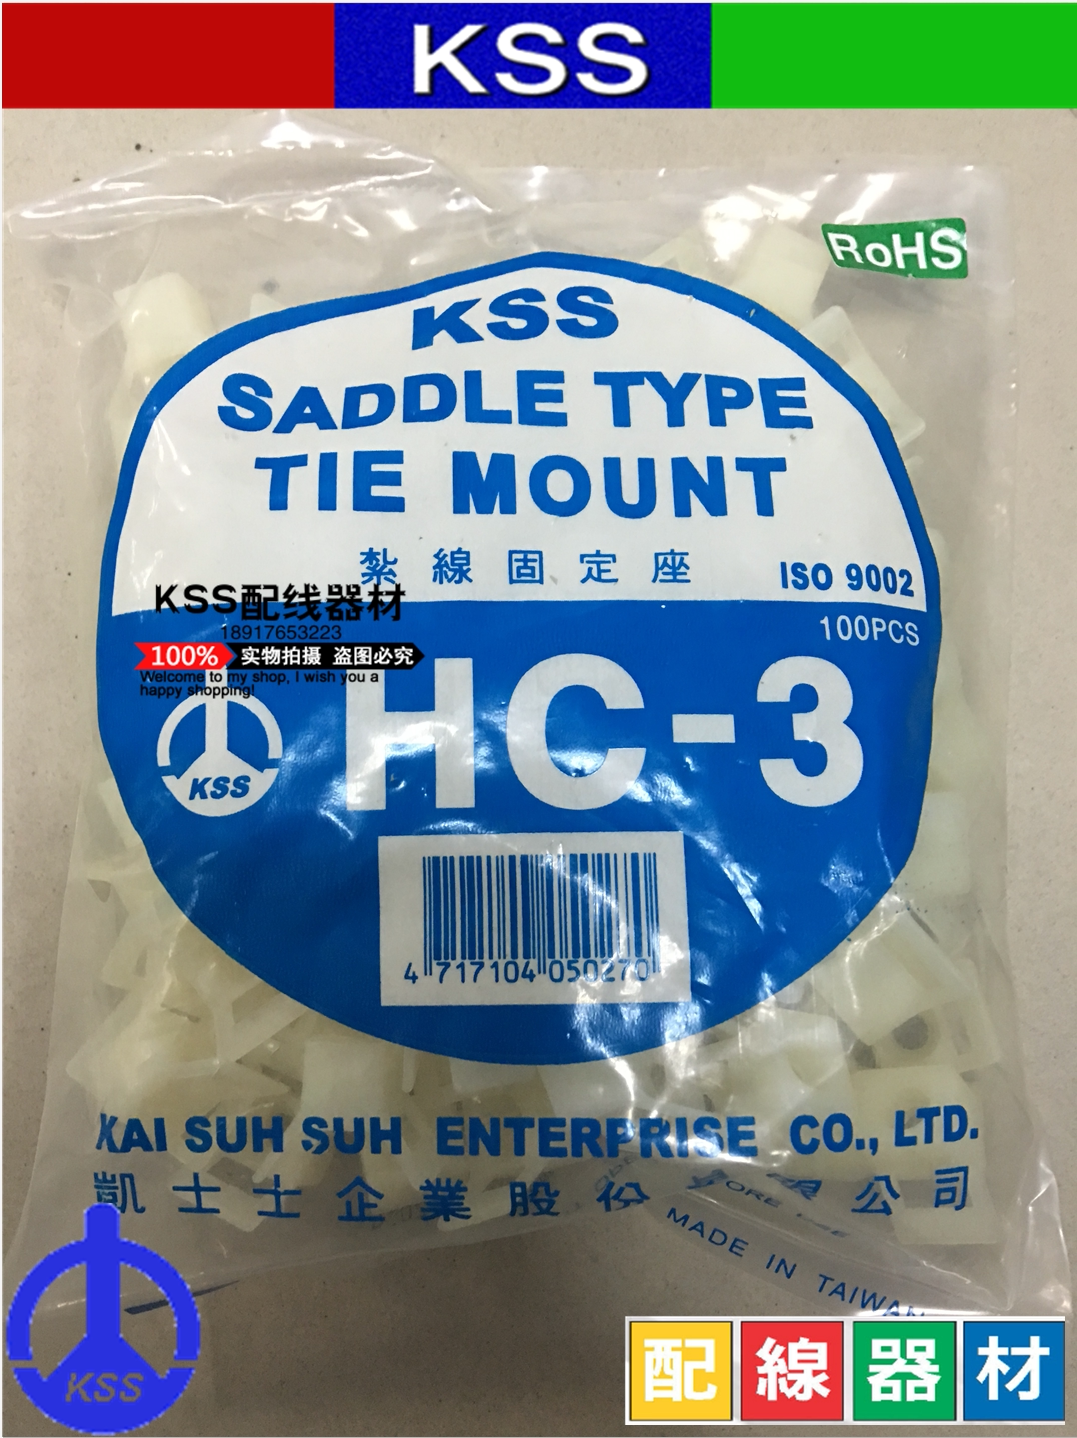 KSS
RoHS
KSS
SADDLE TYPE
TIE MOUNT
紮線固定座
ISO 9002
KSS配线器材
18917653223
100PCS
100% 实物拍摄 盗图必究
Welcome to my shop, I wish you a
happy shopping!
HC-3
KSS
4 717104 050270
KAI SUH SUH ENTERPRISE CO., LTD.
凱士士企業股份有限公司
MADE IN TAIWAN
KSS
配線器材